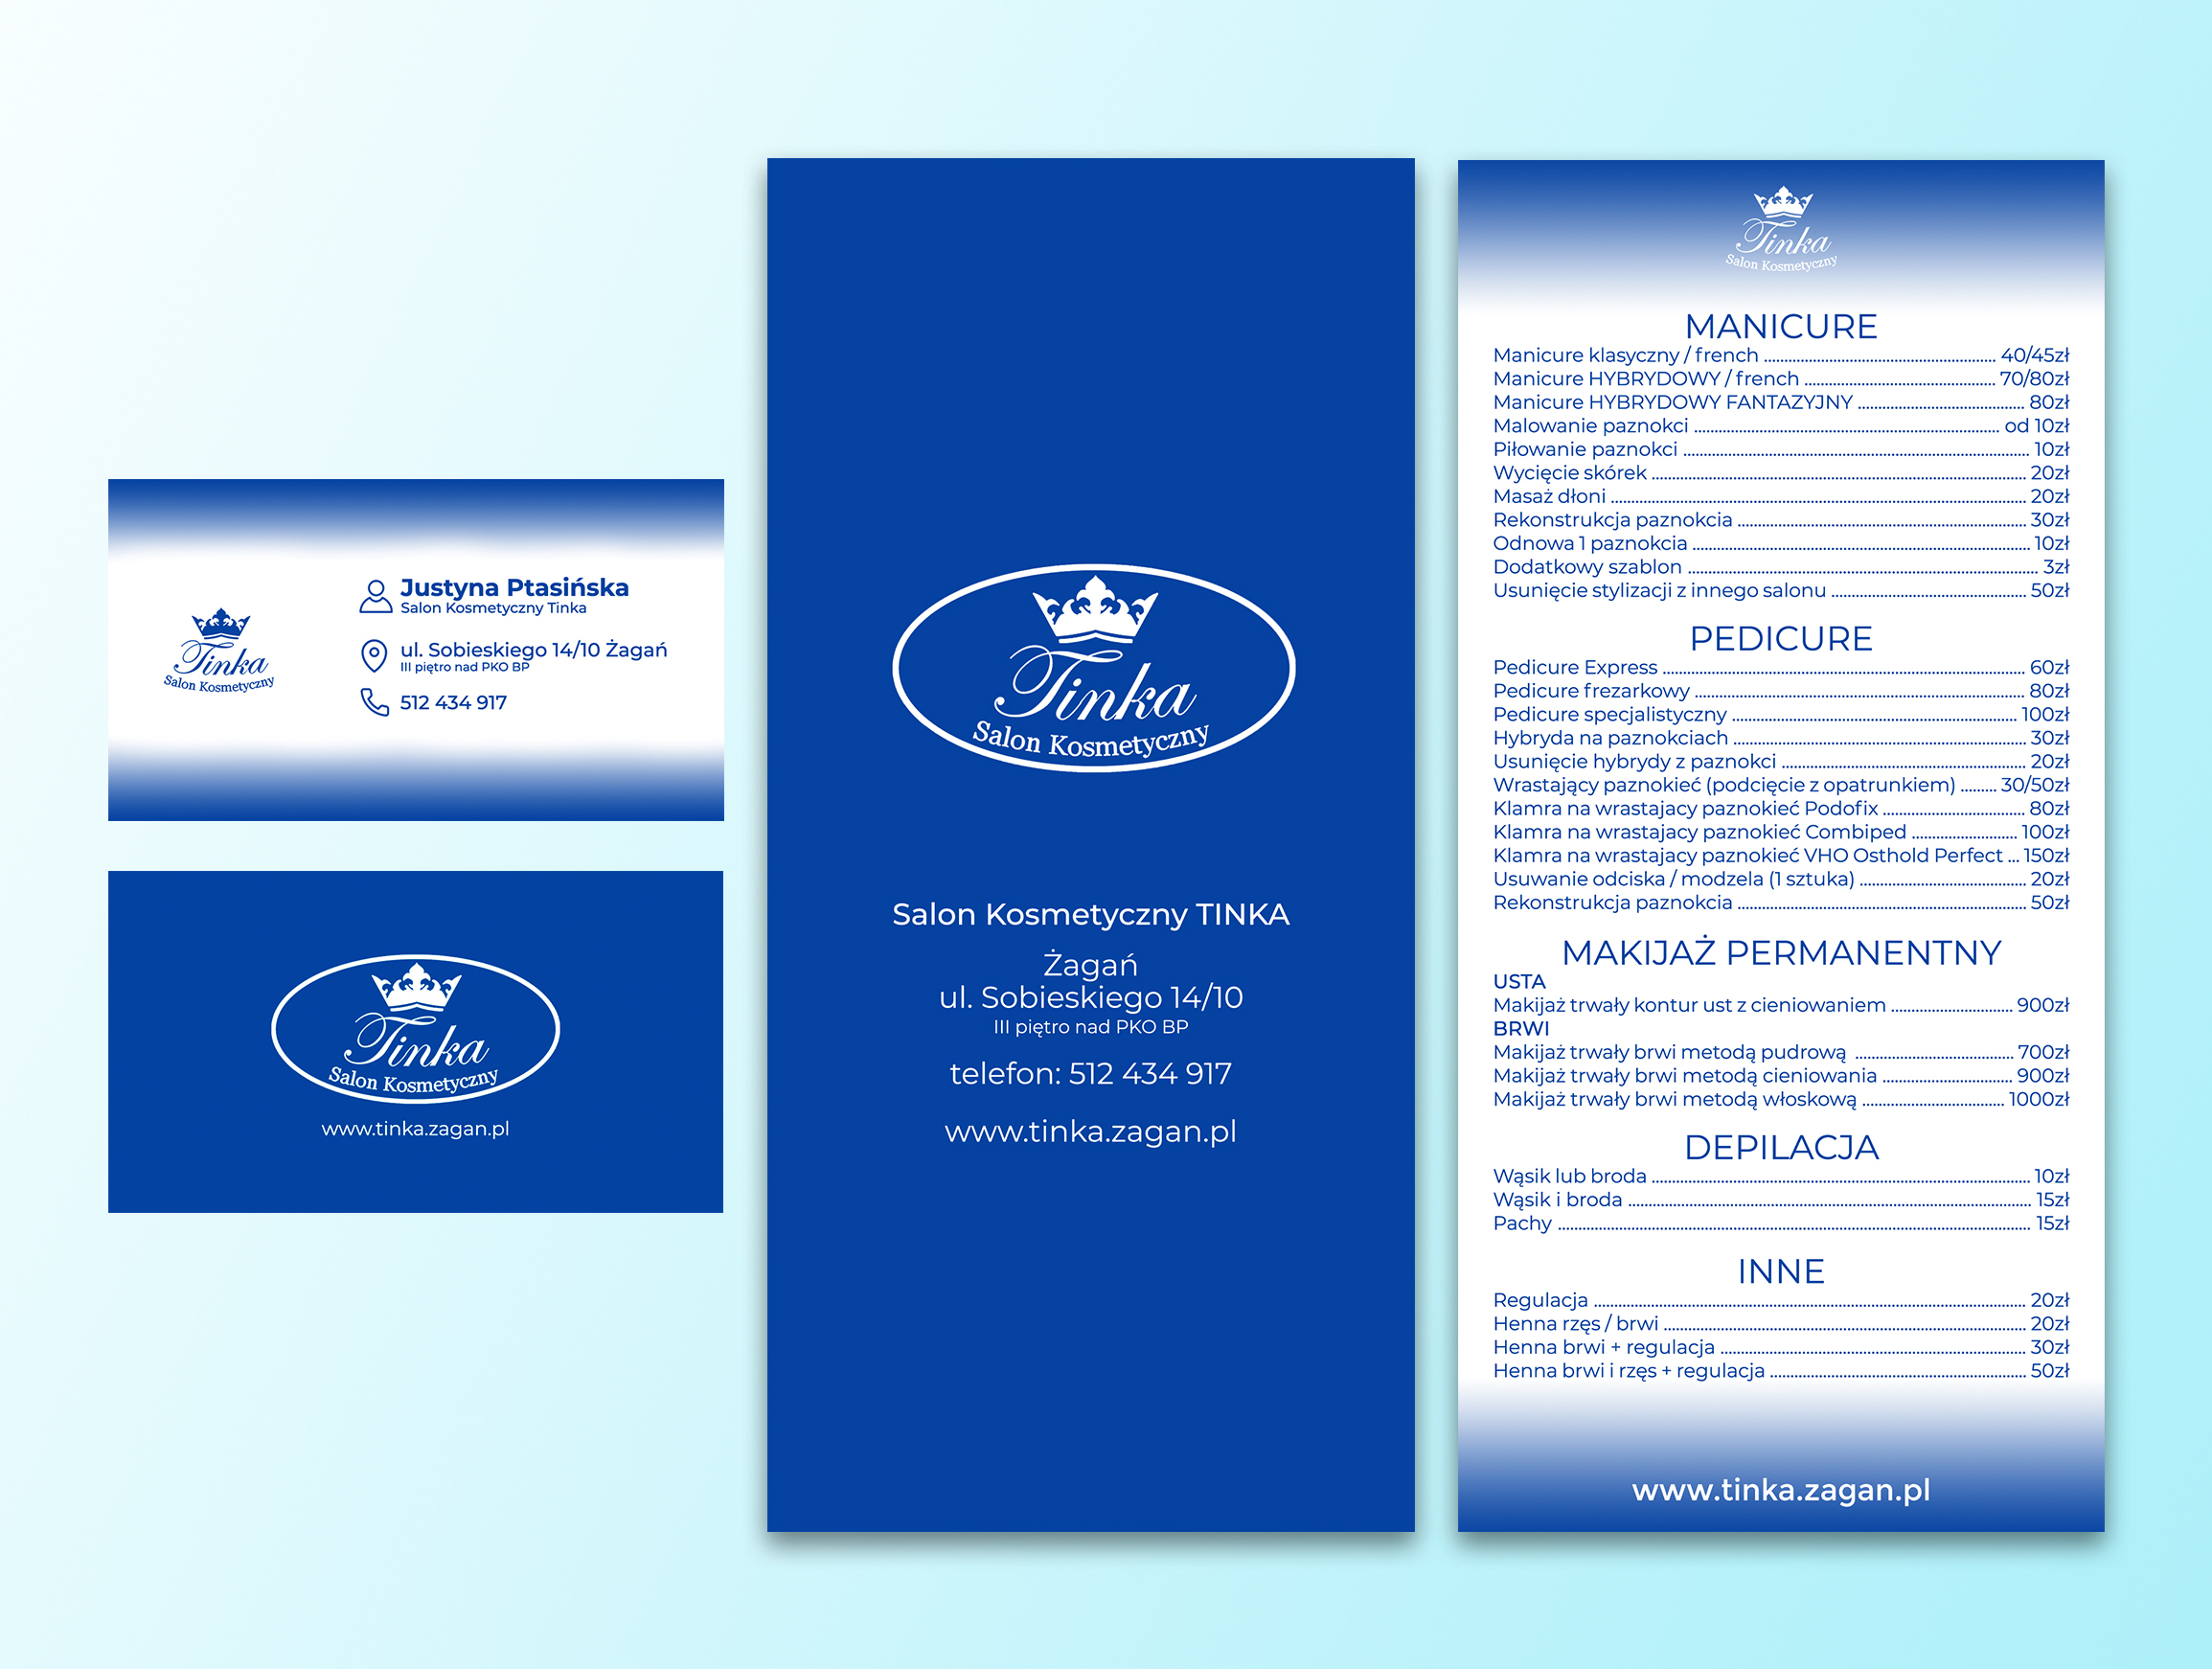 Tinka
Salon Kosmetyczny
Justyna Ptasińska
Salon Kosmetyczny Tinka
ul. Sobieskiego 14/10 Żagań
III piętro nad PKO BP
512 434 917
Tinka
Salon Kosmetyczny
www.tinka.zagan.pl
Tinka
Salon Kosmetyczny
Salon Kosmetyczny TINKA
Żagań
ul. Sobieskiego 14/10
III piętro nad PKO BP
telefon: 512 434 917
www.tinka.zagan.pl
Tinka
Salon Kosmetyczny
MANICURE
Manicure klasyczny / french ........ 40/45zł
Manicure HYBRYDOWY / french ........ 70/80zł
Manicure HYBRYDOWY FANTAZYJNY ........ 80zł
Malowanie paznokci ........ od 10zł
Piłowanie paznokci ........ 10zł
Wycięcie skórek ........ 20zł
Masaż dłoni ........ 20zł
Rekonstrukcja paznokcia ........ 30zł
Odnowa 1 paznokcia ........ 10zł
Dodatkowy szablon ........ 3zł
Usunięcie stylizacji z innego salonu ........ 50zł
PEDICURE
Pedicure Express ........ 60zł
Pedicure frezarkowy ........ 80zł
Pedicure specjalistyczny ........ 100zł
Hybryda na paznokciach ........ 30zł
Usunięcie hybrydy z paznokci ........ 20zł
Wrastający paznokieć (podcięcie z opatrunkiem) ........ 30/50zł
Klamra na wrastajacy paznokieć Podofix ........ 80zł
Klamra na wrastajacy paznokieć Combiped ........ 100zł
Klamra na wrastajacy paznokieć VHO Osthold Perfect ... 150zł
Usuwanie odciska / modzela (1 sztuka) ........ 20zł
Rekonstrukcja paznokcia ........ 50zł
MAKIJAŻ PERMANENTNY
USTA
Makijaż trwały kontur ust z cieniowaniem ........ 900zł
BRWI
Makijaż trwały brwi metodą pudrową ........ 700zł
Makijaż trwały brwi metodą cieniowania ........ 900zł
Makijaż trwały brwi metodą włoskową ........ 1000zł
DEPILACJA
Wąsik lub broda ........ 10zł
Wąsik i broda ........ 15zł
Pachy ........ 15zł
INNE
Regulacja ........ 20zł
Henna rzęs / brwi ........ 20zł
Henna brwi + regulacja ........ 30zł
Henna brwi i rzęs + regulacja ........ 50zł
www.tinka.zagan.pl